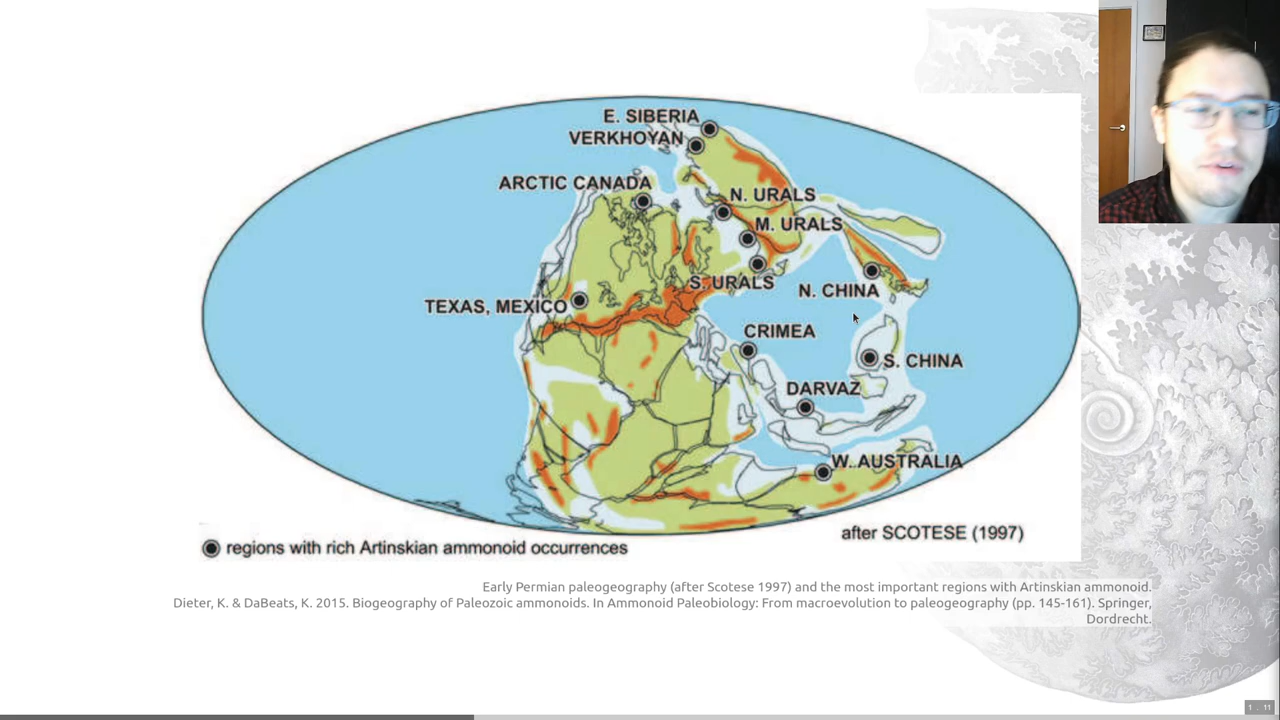 E. SIBERIA
VERKHOYAN
ARCTIC CANADA
N. URALS
M. URALS
S. URALS
N. CHINA
TEXAS, MEXICO
CRIMEA
S. CHINA
DARVAZ
W. AUSTRALIA
after SCOTESE (1997)
regions with rich Artinskian ammonoid occurrences
Early Permian paleogeography (after Scotese 1997) and the most important regions with Artinskian ammonoid.
Dieter, K. & DaBeats, K. 2015. Biogeography of Paleozoic ammonoids. In Ammonoid Paleobiology: From macroevolution to paleogeography (pp. 145-161). Springer,
Dordrecht.
1 . 11